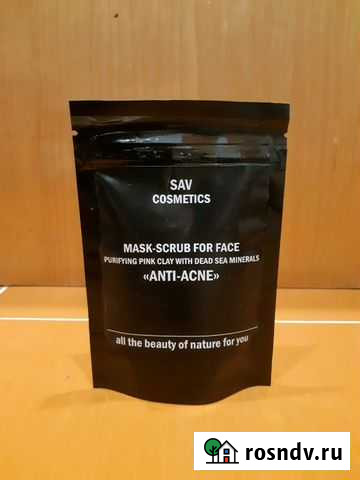 SAV
COSMETICS
MASK-SCRUB FOR FACE
PURIFYING PINK CLAY WITH DEAD SEA MINERALS
«ANTI-ACNE»
all the beauty of nature for you
rosndv.ru